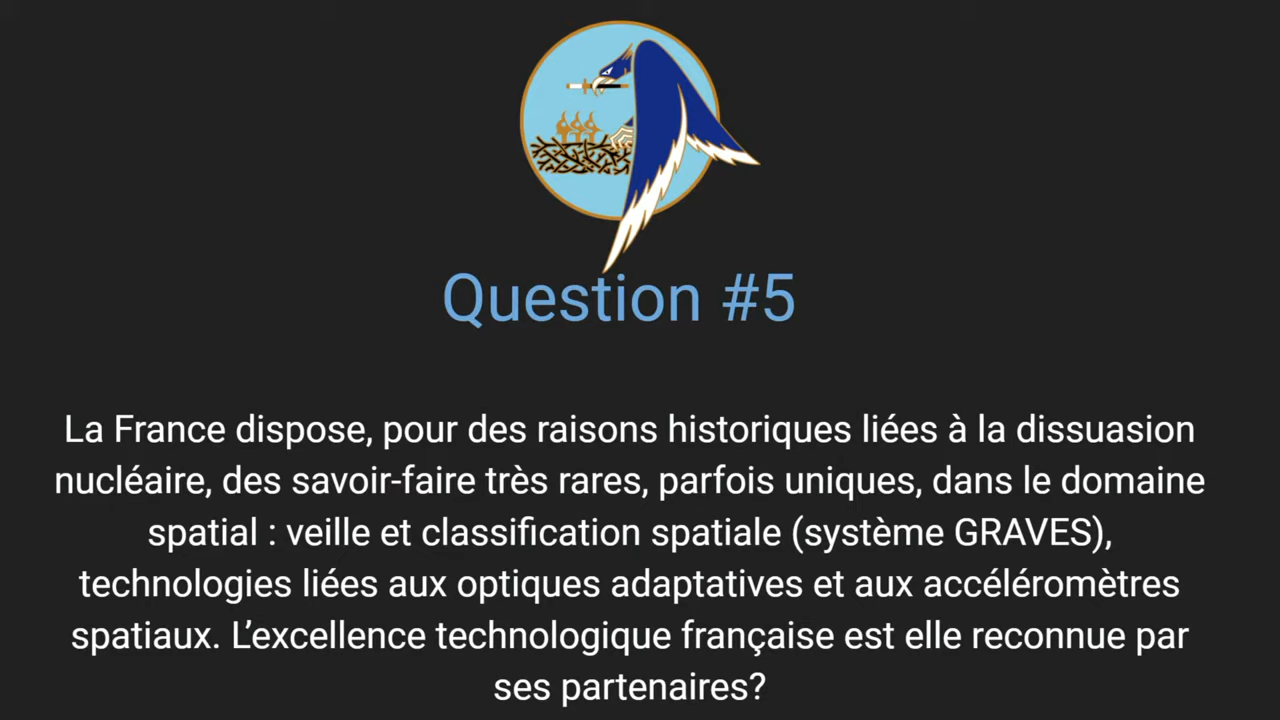 Question #5
La France dispose, pour des raisons historiques liées à la dissuasion
nucléaire, des savoir-faire très rares, parfois uniques, dans le domaine
spatial : veille et classification spatiale (système GRAVES),
technologies liées aux optiques adaptatives et aux accéléromètres
spatiaux. L’excellence technologique française est elle reconnue par
ses partenaires?